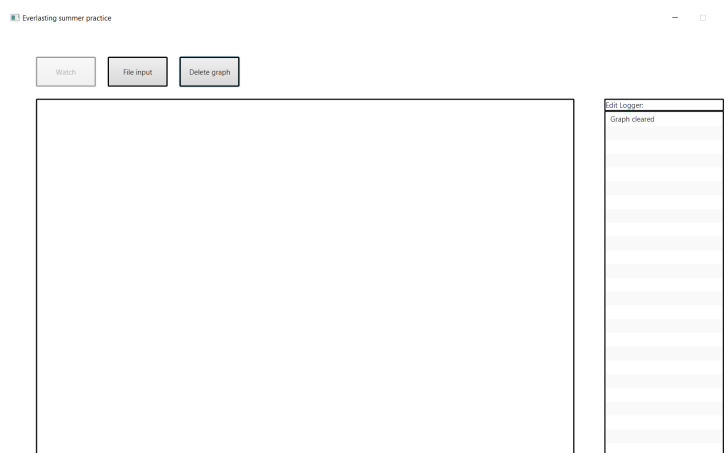 Everlasting summer practice
Watch
File input
Delete graph
Edit Logger:
Graph cleared